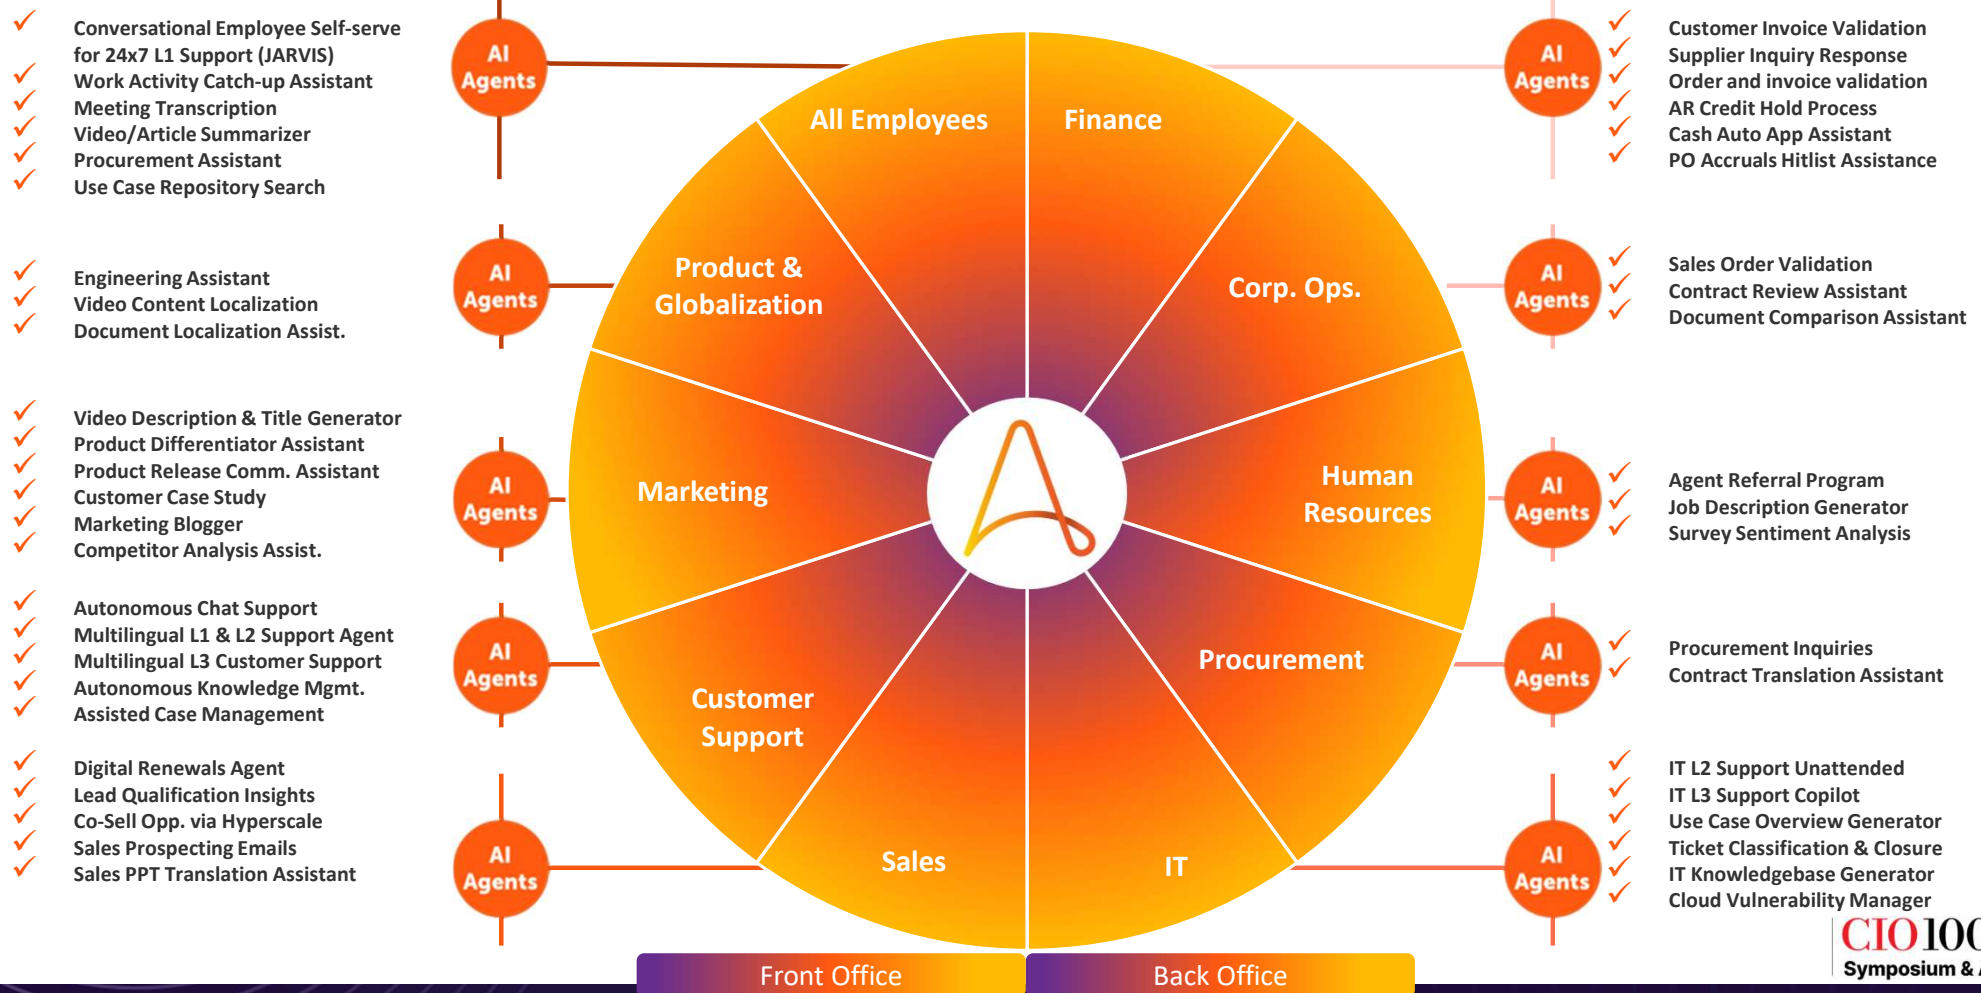 Conversational Employee Self-serve
for 24x7 L1 Support (JARVIS)
Work Activity Catch-up Assistant
Meeting Transcription
Video/Article Summarizer
Procurement Assistant
Use Case Repository Search
AI
Agents
Engineering Assistant
Video Content Localization
Document Localization Assist.
AI
Agents
Video Description & Title Generator
Product Differentiator Assistant
Product Release Comm. Assistant
Customer Case Study
Marketing Blogger
Competitor Analysis Assist.
AI
Agents
Autonomous Chat Support
Multilingual L1 & L2 Support Agent
Multilingual L3 Customer Support
Autonomous Knowledge Mgmt.
Assisted Case Management
AI
Agents
Digital Renewals Agent
Lead Qualification Insights
Co-Sell Opp. via Hyperscale
Sales Prospecting Emails
Sales PPT Translation Assistant
AI
Agents
All Employees
Finance
Product &
Globalization
Corp. Ops.
Marketing
Human
Resources
Customer
Support
Procurement
Sales
IT
Front Office
Back Office
AI
Agents
Customer Invoice Validation
Supplier Inquiry Response
Order and invoice validation
AR Credit Hold Process
Cash Auto App Assistant
PO Accruals Hitlist Assistance
AI
Agents
Sales Order Validation
Contract Review Assistant
Document Comparison Assistant
AI
Agents
Agent Referral Program
Job Description Generator
Survey Sentiment Analysis
AI
Agents
Procurement Inquiries
Contract Translation Assistant
AI
Agents
IT L2 Support Unattended
IT L3 Support Copilot
Use Case Overview Generator
Ticket Classification & Closure
IT Knowledgebase Generator
Cloud Vulnerability Manager
CIO 100
Symposium &